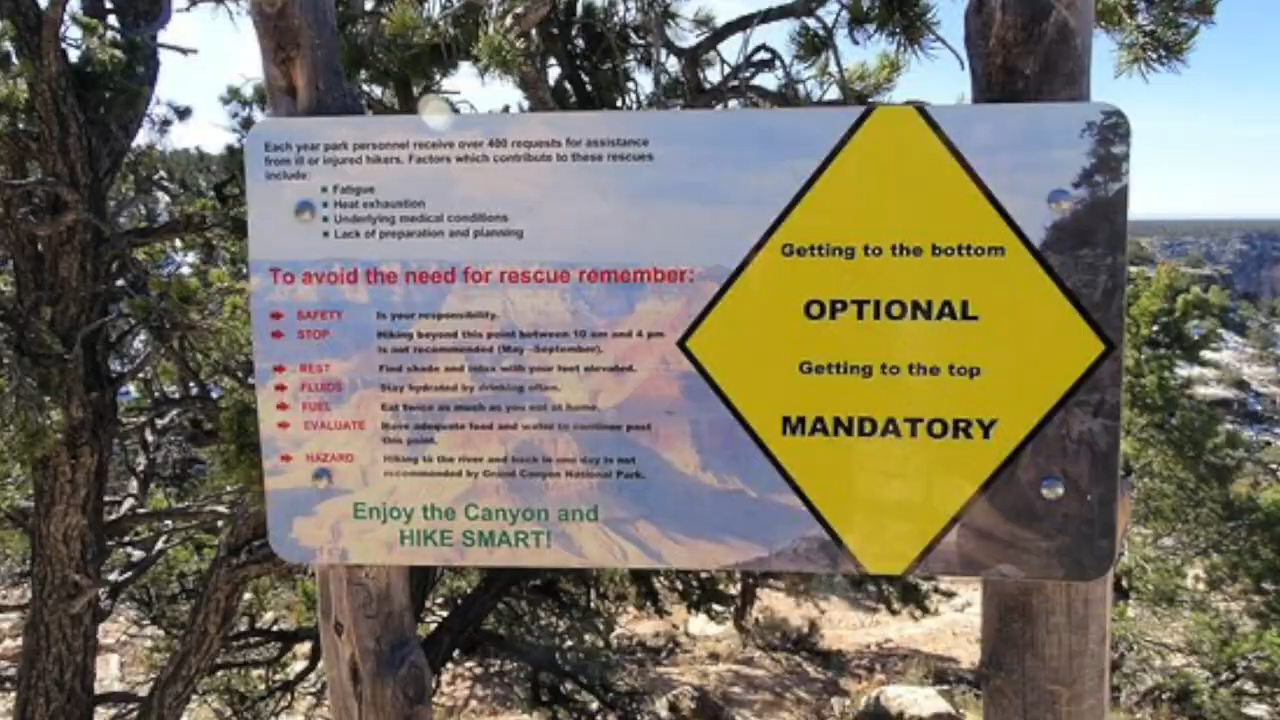 Each year park personnel receive over 400 requests for assistance
from ill or injured hikers. Factors which contribute to these rescues
include:
▪ Fatigue
▪ Heat exhaustion
▪ Underlying medical conditions
▪ Lack of preparation and planning
To avoid the need for rescue remember:
SAFETY Is your responsibility.
STOP Hiking beyond this point between 10 am and 4 pm
is not recommended (May -September).
REST Find shade and relax with your feet elevated.
FLUIDS Stay hydrated by drinking often.
FUEL Eat twice as much as you eat at home.
EVALUATE Have adequate food and water to continue past
this point.
HAZARD Hiking to the river and back in one day is not
recommended by Grand Canyon National Park.
Enjoy the Canyon and
HIKE SMART!
Getting to the bottom
OPTIONAL
Getting to the top
MANDATORY